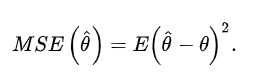 MSE(θ̂) = E(θ̂ − θ)².